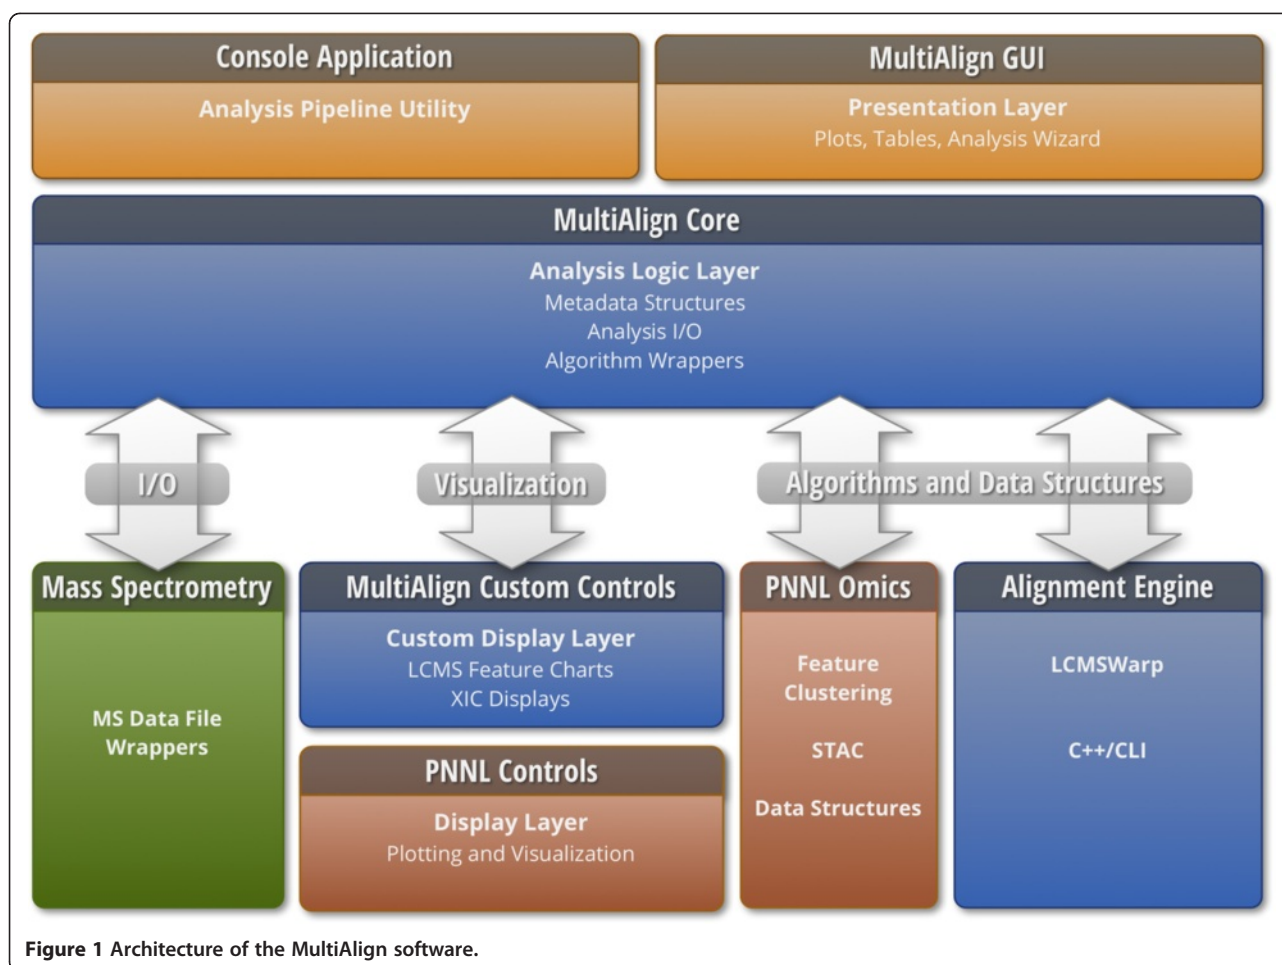 Console Application
Analysis Pipeline Utility
MultiAlign GUI
Presentation Layer
Plots, Tables, Analysis Wizard
MultiAlign Core
Analysis Logic Layer
Metadata Structures
Analysis I/O
Algorithm Wrappers
I/O
Visualization
Algorithms and Data Structures
Mass Spectrometry
MS Data File
Wrappers
MultiAlign Custom Controls
Custom Display Layer
LCMS Feature Charts
XIC Displays
PNNL Controls
Display Layer
Plotting and Visualization
PNNL Omics
Feature
Clustering
STAC
Data Structures
Alignment Engine
LCMSWarp
C++/CLI
Figure 1 Architecture of the MultiAlign software.